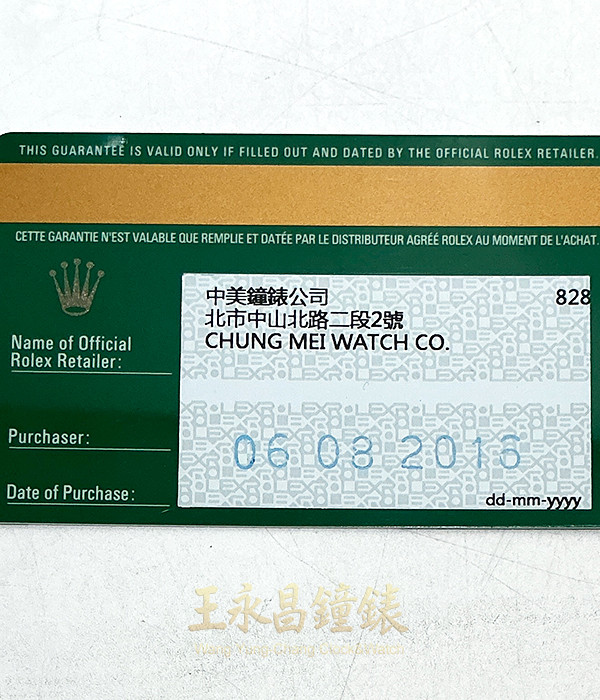 THIS GUARANTEE IS VALID ONLY IF FILLED OUT AND DATED BY THE OFFICIAL ROLEX RETAILER.
CETTE GARANTIE N'EST VALABLE QUE REMPLIE ET DATÉE PAR LE DISTRIBUTEUR AGRÉÉ ROLEX AU MOMENT DE L'ACHAT.
中美鐘錶公司 828
北市中山北路二段2號
CHUNG MEI WATCH CO.
Name of Official
Rolex Retailer:
Purchaser:
06 08 2016
Date of Purchase:
dd-mm-yyyy
王永昌鐘錶